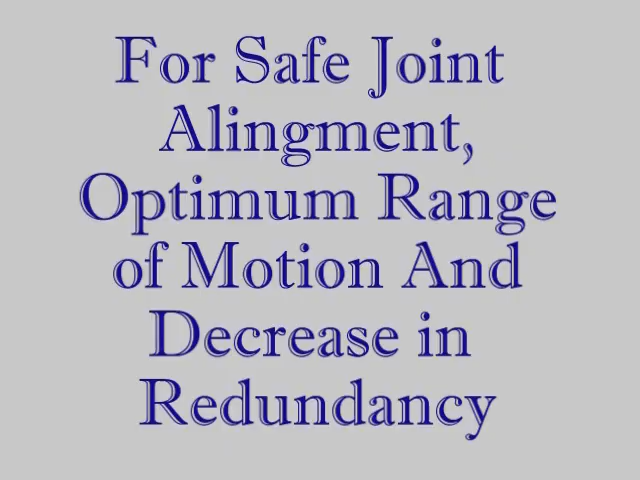 For Safe Joint
Alingment,
Optimum Range
of Motion And
Decrease in
Redundancy